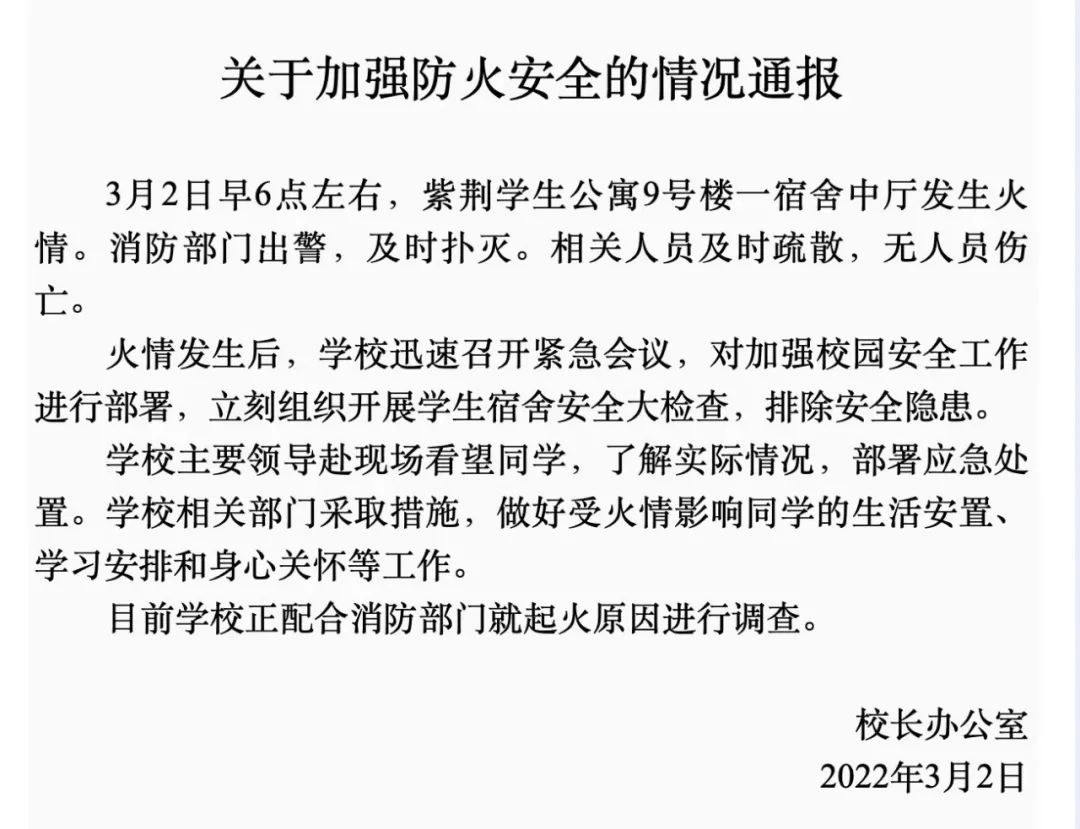 关于加强防火安全的情况通报
3月2日早6点左右，紫荆学生公寓9号楼一宿舍中厅发生火
情。消防部门出警，及时扑灭。相关人员及时疏散，无人员伤
亡。
火情发生后，学校迅速召开紧急会议，对加强校园安全工作
进行部署，立刻组织开展学生宿舍安全大检查，排除安全隐患。
学校主要领导赴现场看望同学，了解实际情况，部署应急处
置。学校相关部门采取措施，做好受火情影响同学的生活安置、
学习安排和身心关怀等工作。
目前学校正配合消防部门就起火原因进行调查。
校长办公室
2022年3月2日